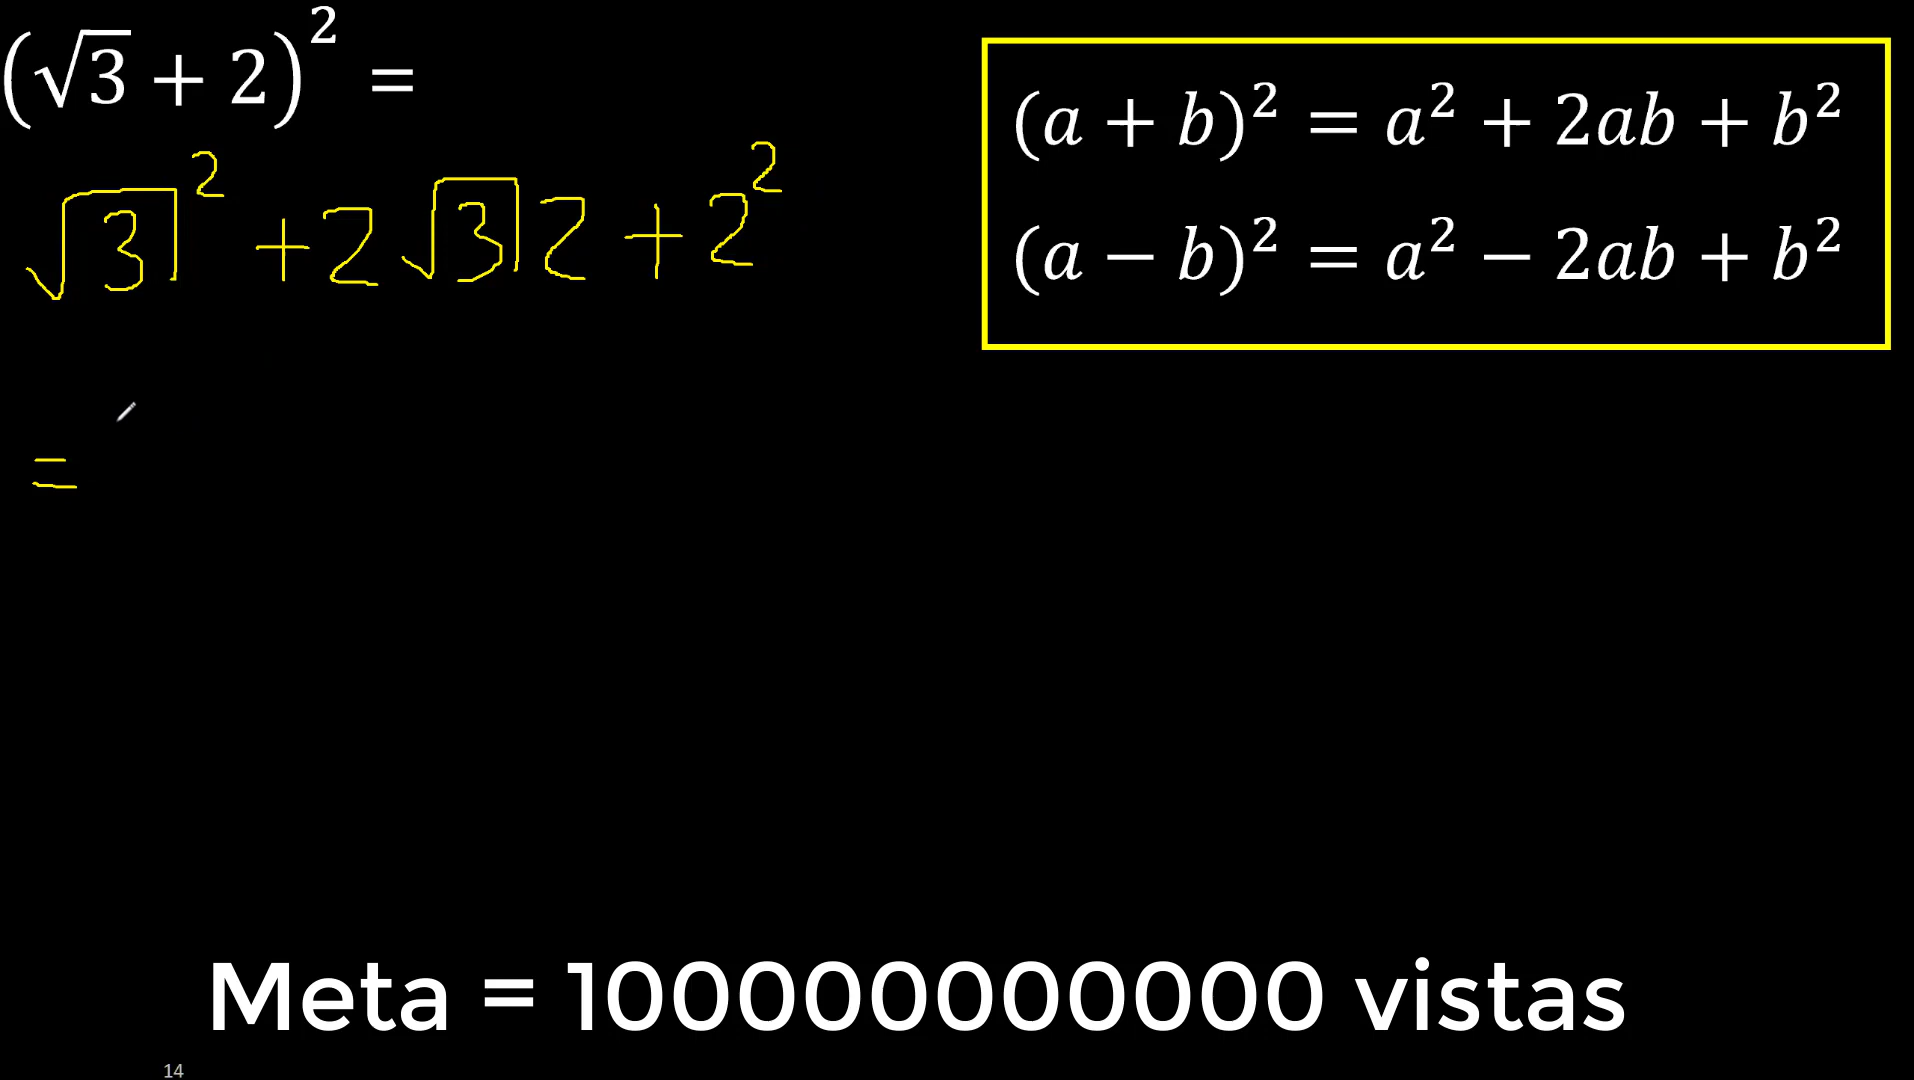 (√3 + 2)² =
(a + b)² = a² + 2ab + b²
(a − b)² = a² − 2ab + b²
√3² + 2√3 2 + 2²
=
Meta = 100000000000 vistas
14